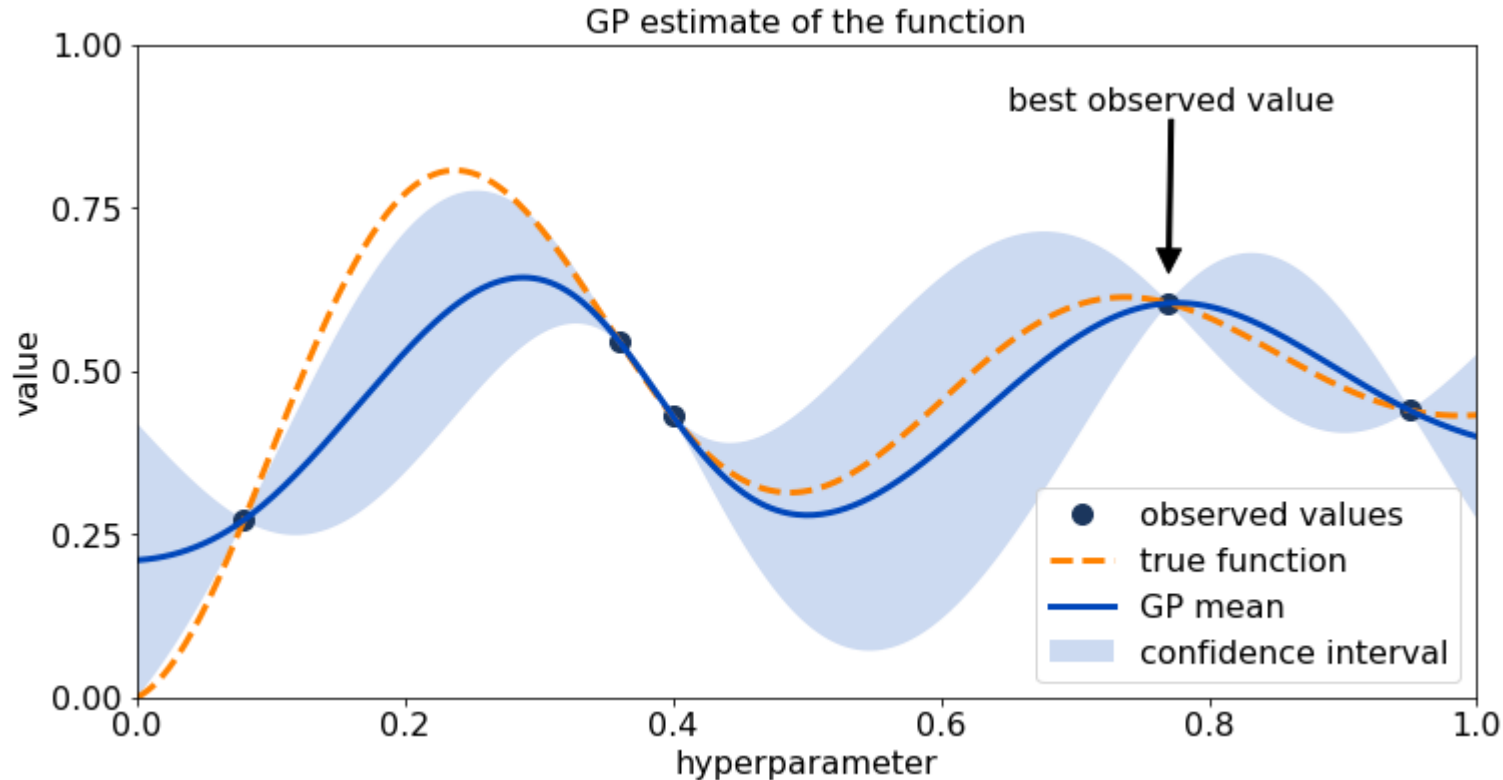 GP estimate of the function
1.00
best observed value
0.75
0.50
value
0.25
observed values
true function
GP mean
confidence interval
0.00
0.0 0.2 0.4 0.6 0.8 1.0
hyperparameter